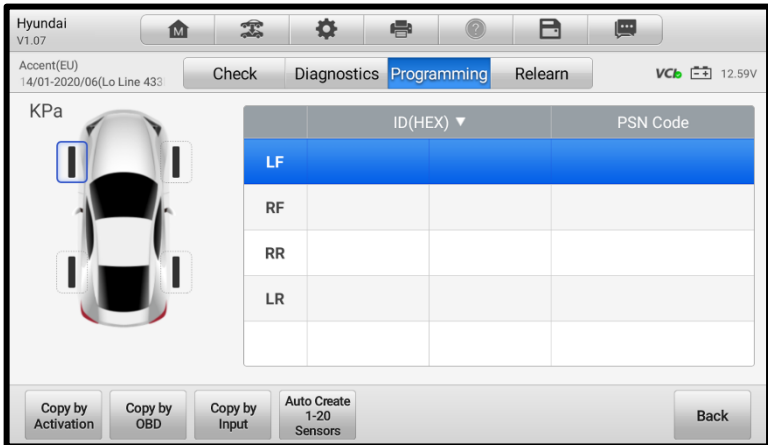 Hyundai
V1.07
M
?
Accent(EU)
14/01-2020/06(Lo Line 433
Check
Diagnostics
Programming
Relearn
VCI
12.59V
KPa
ID(HEX) ▼
PSN Code
LF
RF
RR
LR
Copy by
Activation
Copy by
OBD
Copy by
Input
Auto Create
1-20
Sensors
Back